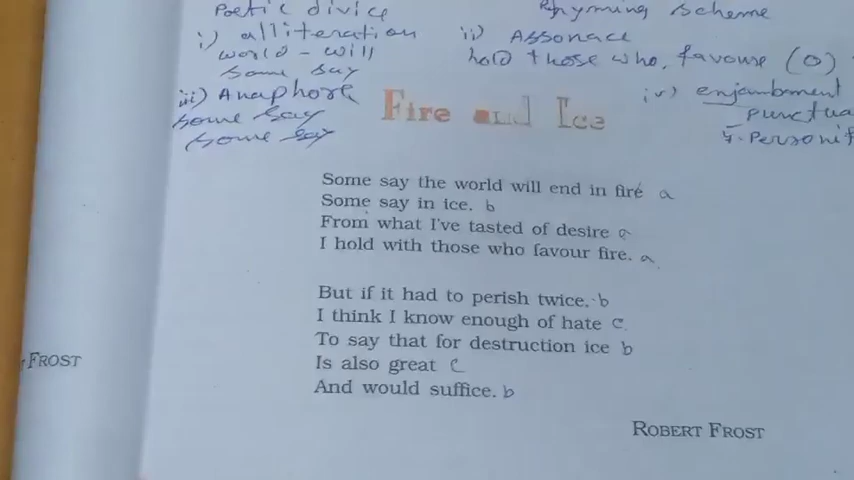 Poetic divice
Rhyming scheme
i) alliteration
world - will
some say
ii) Assonace
hold those who, favouse (o)
iii) Anaphora
some say
some say
iv) enjambement
punctua
5. Personif
Fire and Ice
Some say the world will end in fire a
Some say in ice. b
From what I've tasted of desire a
I hold with those who favour fire. a
But if it had to perish twice. b
I think I know enough of hate c
To say that for destruction ice b
Is also great c
And would suffice. b
FROST
ROBERT FROST